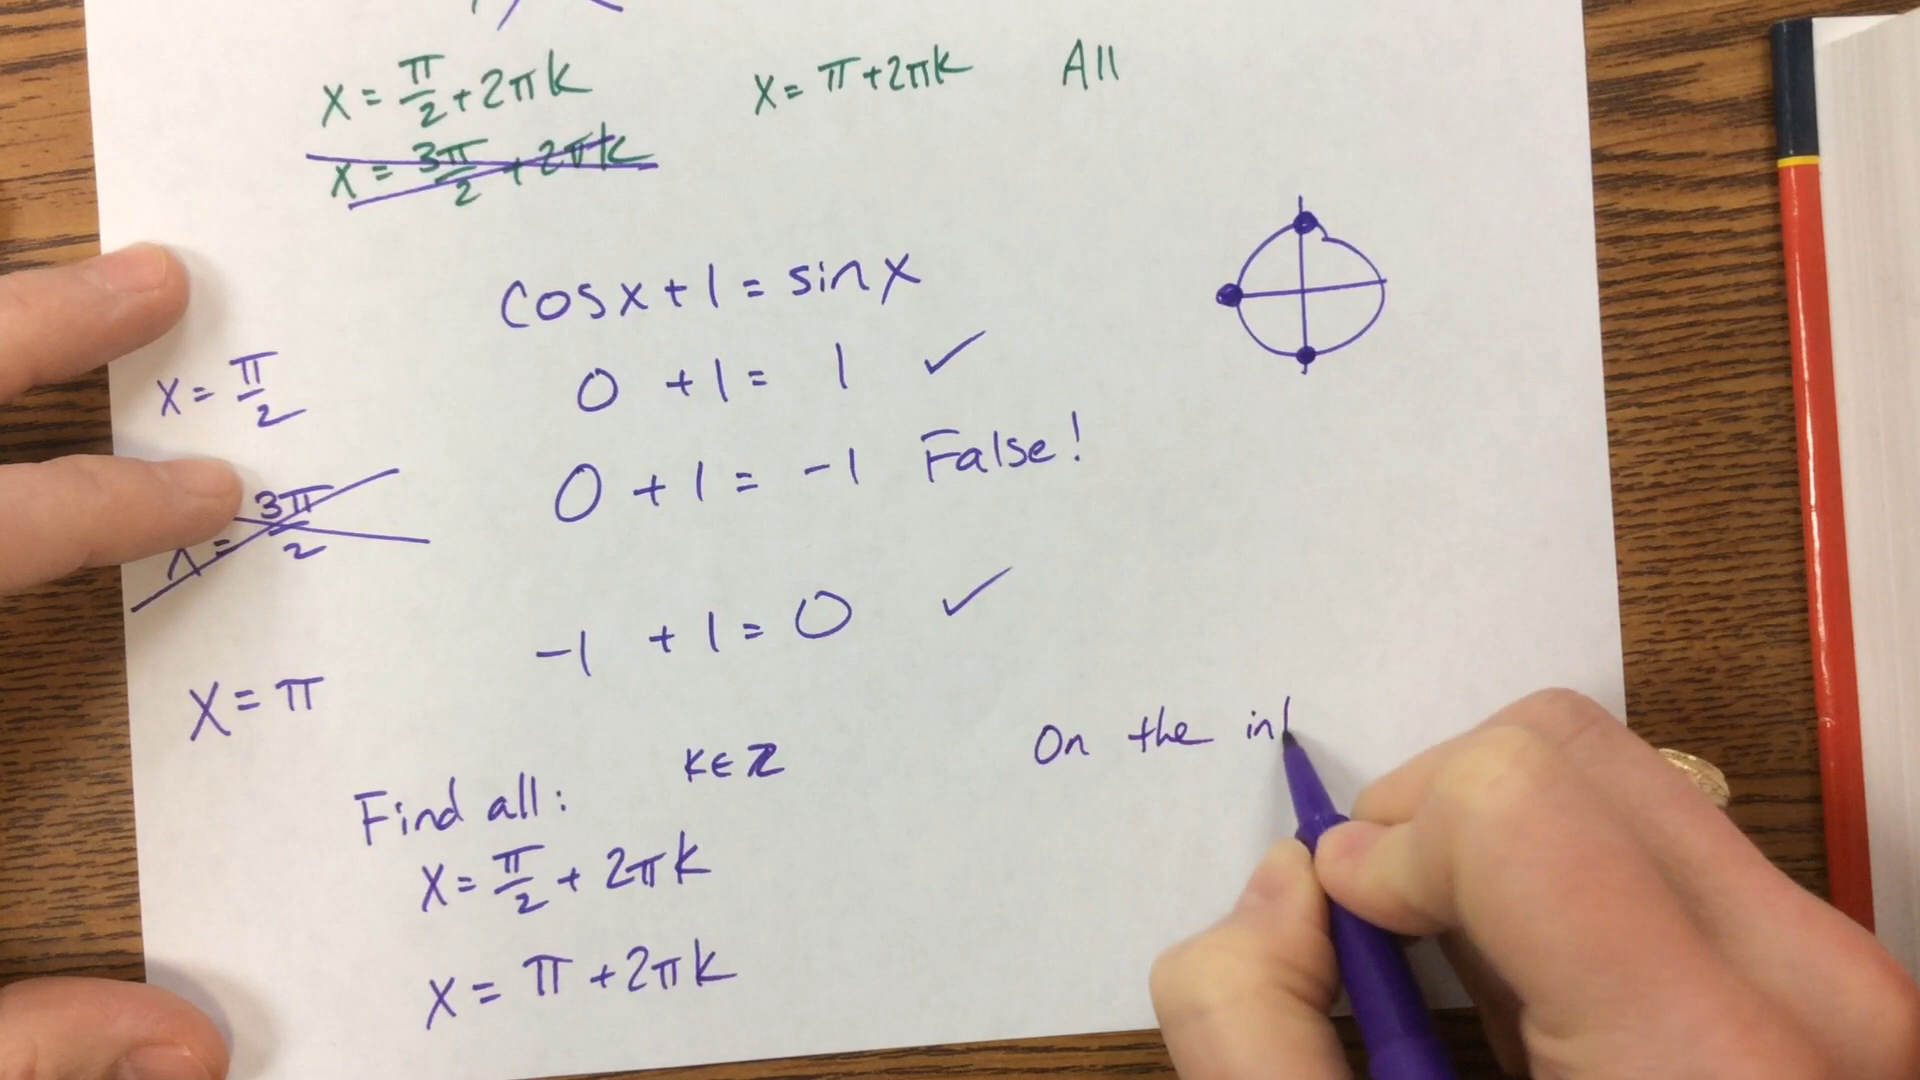 x = π/2 + 2πk    x = π + 2πk    All
x = 3π/2 + 2πk
cos x + 1 = sin x
x = π/2    0 + 1 = 1 ✓
0 + 1 = -1 False!
x = 3π/2
-1 + 1 = 0 ✓
x = π
k ∈ ℤ    On the int
Find all:
x = π/2 + 2πk
x = π + 2πk